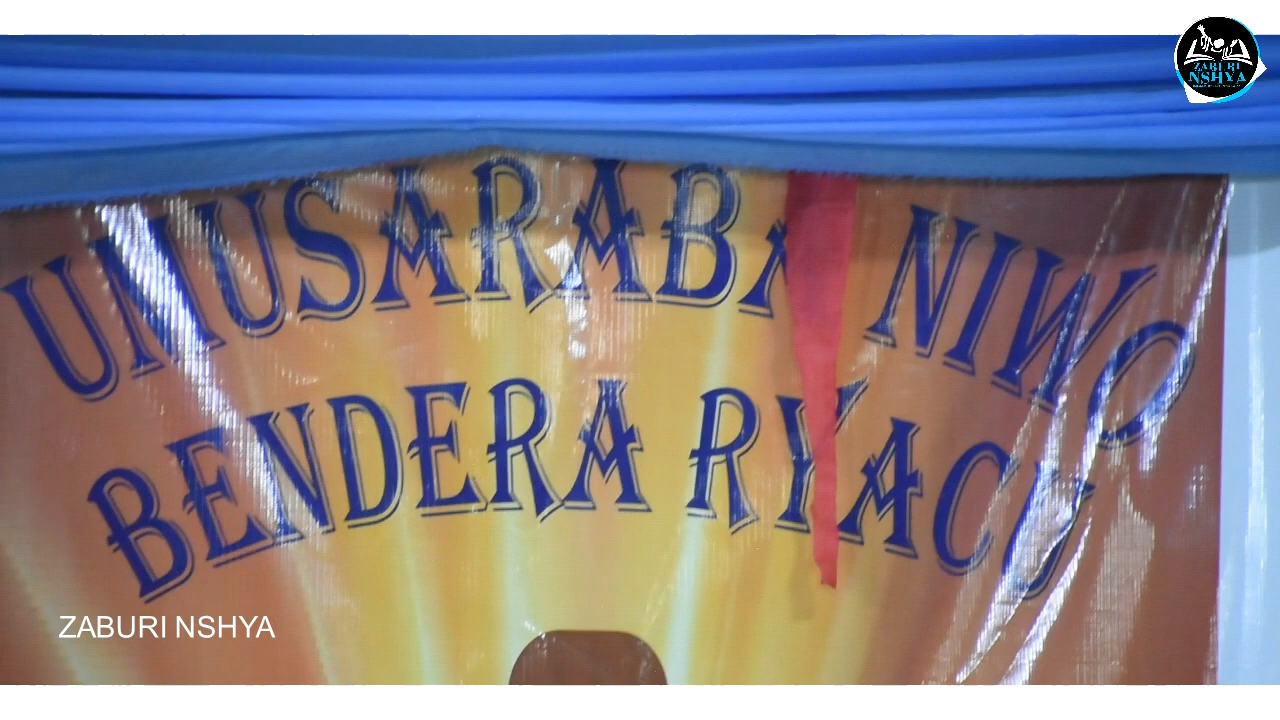 ZABURI
NSHYA
UMUSARABA NIWO
BENDERA RYACU
ZABURI NSHYA